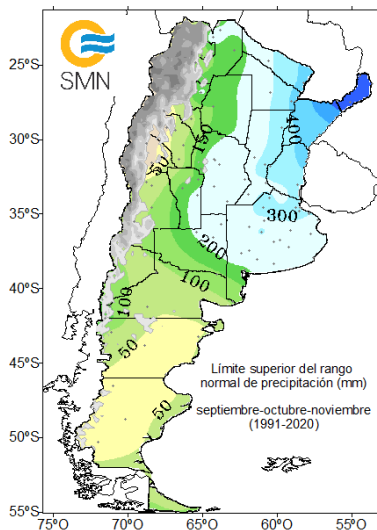 SMN
25°S
30°S
35°S
40°S
45°S
50°S
55°S
75°O
70°O
65°O
60°O
55°O
150
400
50
300
200
100
100
50
50
Límite superior del rango
normal de precipitación (mm)
septiembre-octubre-noviembre
(1991-2020)